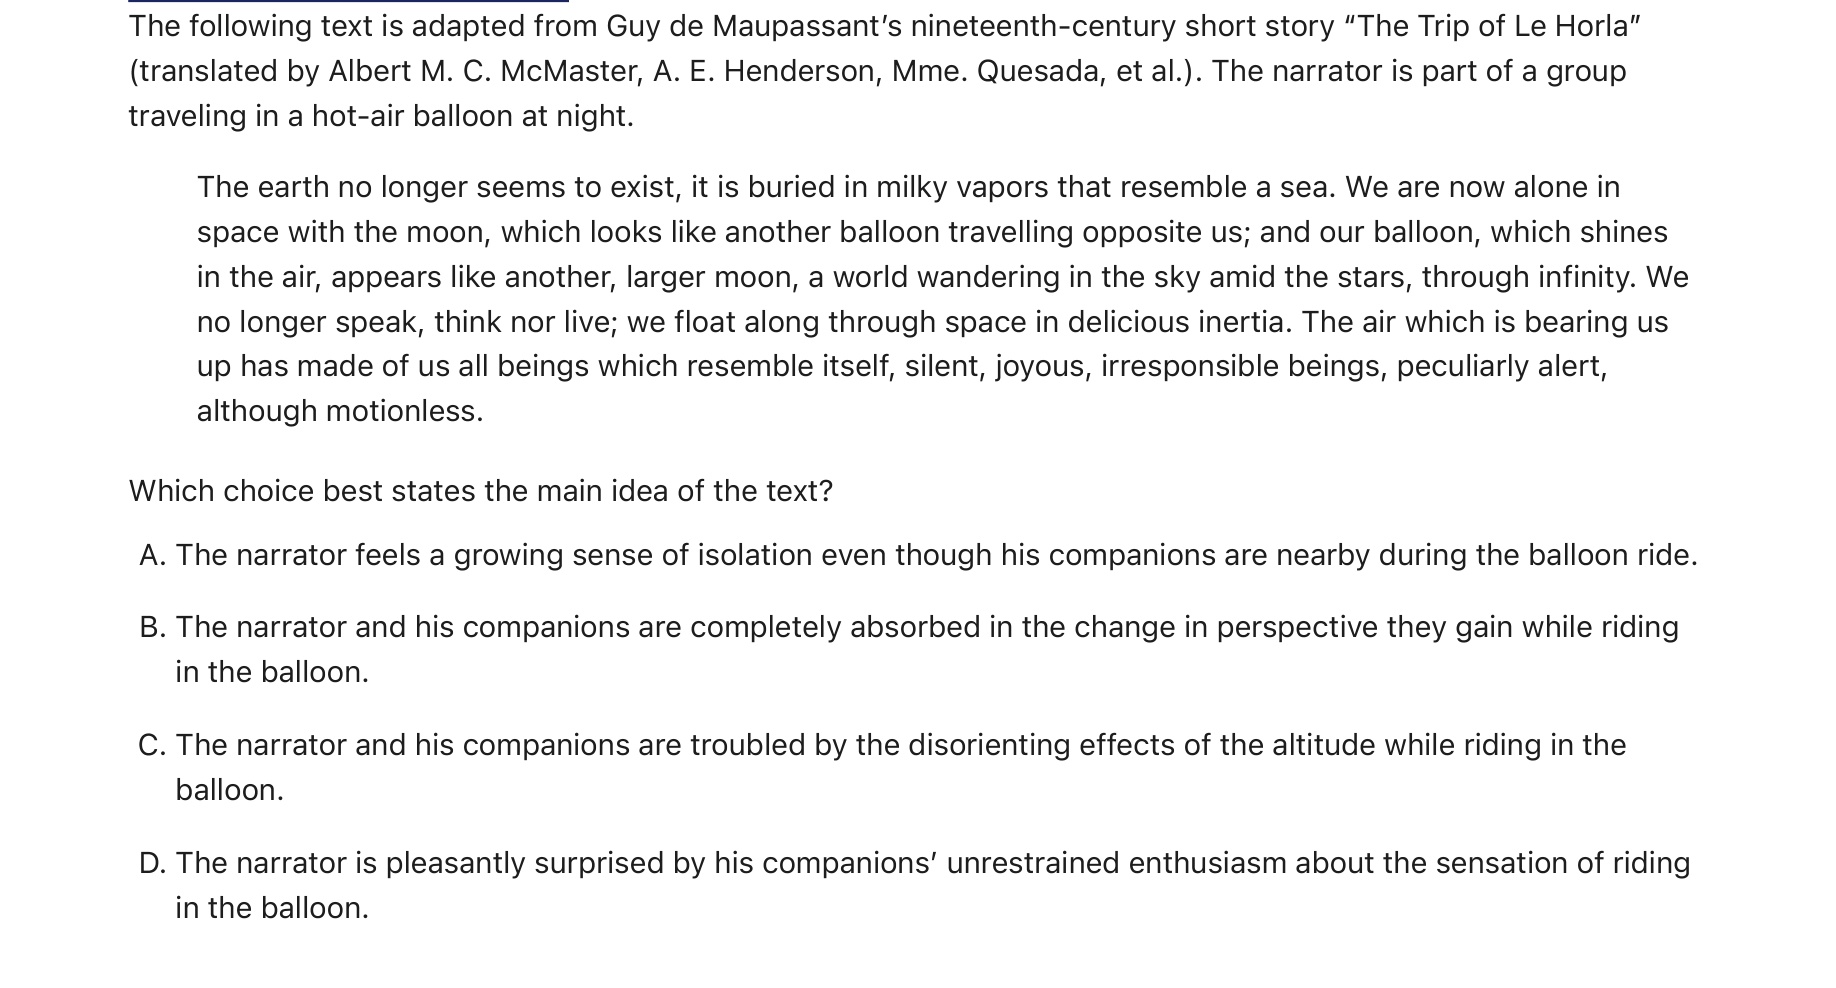 The following text is adapted from Guy de Maupassant’s nineteenth-century short story “The Trip of Le Horla”
(translated by Albert M. C. McMaster, A. E. Henderson, Mme. Quesada, et al.). The narrator is part of a group
traveling in a hot-air balloon at night.
The earth no longer seems to exist, it is buried in milky vapors that resemble a sea. We are now alone in
space with the moon, which looks like another balloon travelling opposite us; and our balloon, which shines
in the air, appears like another, larger moon, a world wandering in the sky amid the stars, through infinity. We
no longer speak, think nor live; we float along through space in delicious inertia. The air which is bearing us
up has made of us all beings which resemble itself, silent, joyous, irresponsible beings, peculiarly alert,
although motionless.
Which choice best states the main idea of the text?
A. The narrator feels a growing sense of isolation even though his companions are nearby during the balloon ride.
B. The narrator and his companions are completely absorbed in the change in perspective they gain while riding
in the balloon.
C. The narrator and his companions are troubled by the disorienting effects of the altitude while riding in the
balloon.
D. The narrator is pleasantly surprised by his companions’ unrestrained enthusiasm about the sensation of riding
in the balloon.